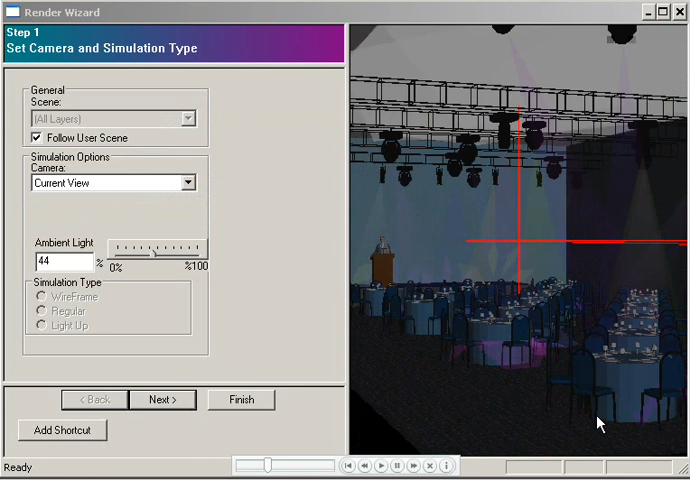 Render Wizard
Step 1
Set Camera and Simulation Type
General
Scene:
(All Layers)
Follow User Scene
Simulation Options
Camera:
Current View
Ambient Light
44 %
0% %100
Simulation Type
WireFrame
Regular
Light Up
< Back Next > Finish
Add Shortcut
Ready